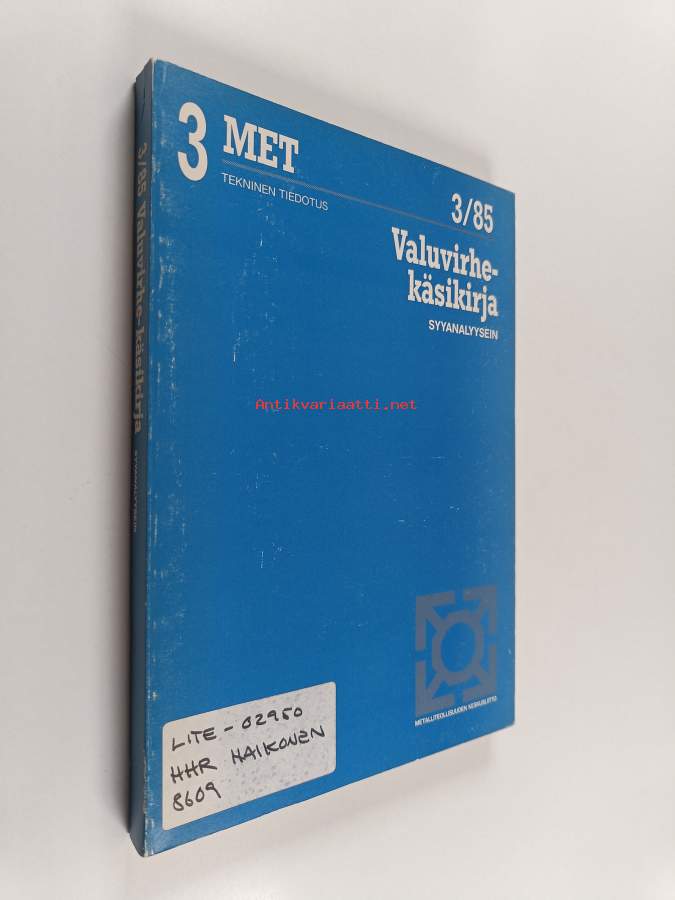 3 MET
TEKNINEN TIEDOTUS
3/85
Valuvirhe-
käsikirja
SYYANALYYSEIN
Antikvariaatti.net
METALLITEOLLISUUDEN KESKUSLIITTO
LITE - 02950
HHR HAIKONEN
8609
3/85 Valuvirhe-käsikirja
SYYANALYYSEIN